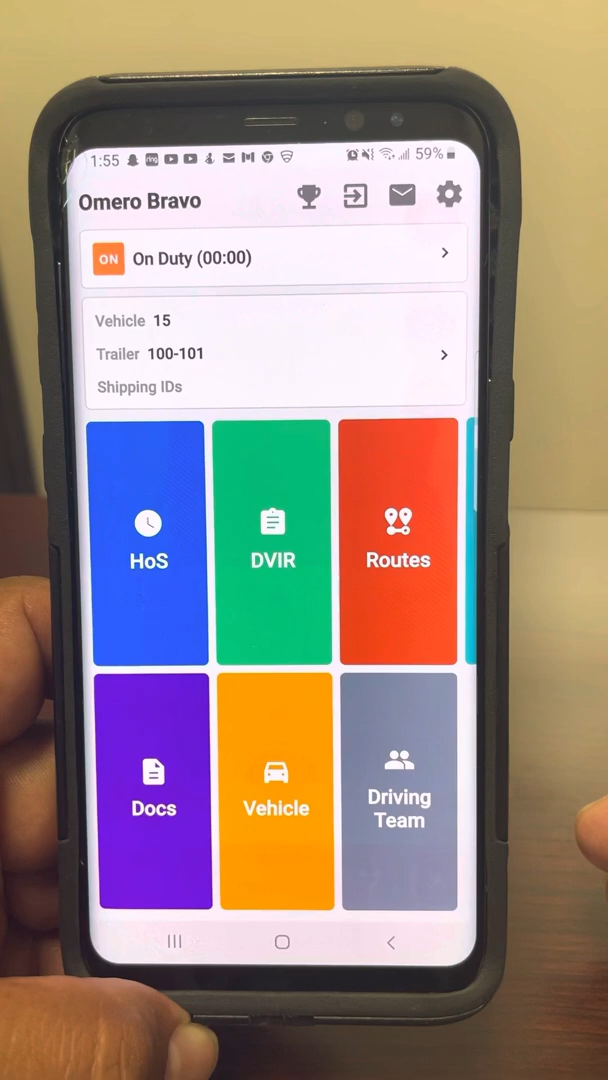 1:55 ring 59%
Omero Bravo
ON On Duty (00:00)
Vehicle 15
Trailer 100-101
Shipping IDs
HoS DVIR Routes
Docs Vehicle Driving
Team